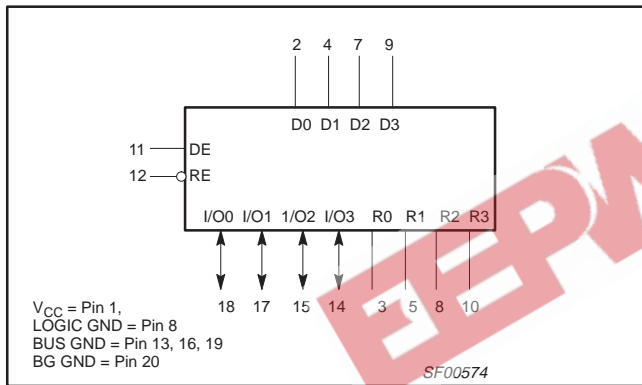 2 4 7 9
D0 D1 D2 D3
11 DE
12 RE
I/O0 I/O1 1/O2 I/O3 R0 R1 R2 R3
18 17 15 14 3 5 8 10
VCC = Pin 1,
LOGIC GND = Pin 8
BUS GND = Pin 13, 16, 19
BG GND = Pin 20
SF00574
EEPW